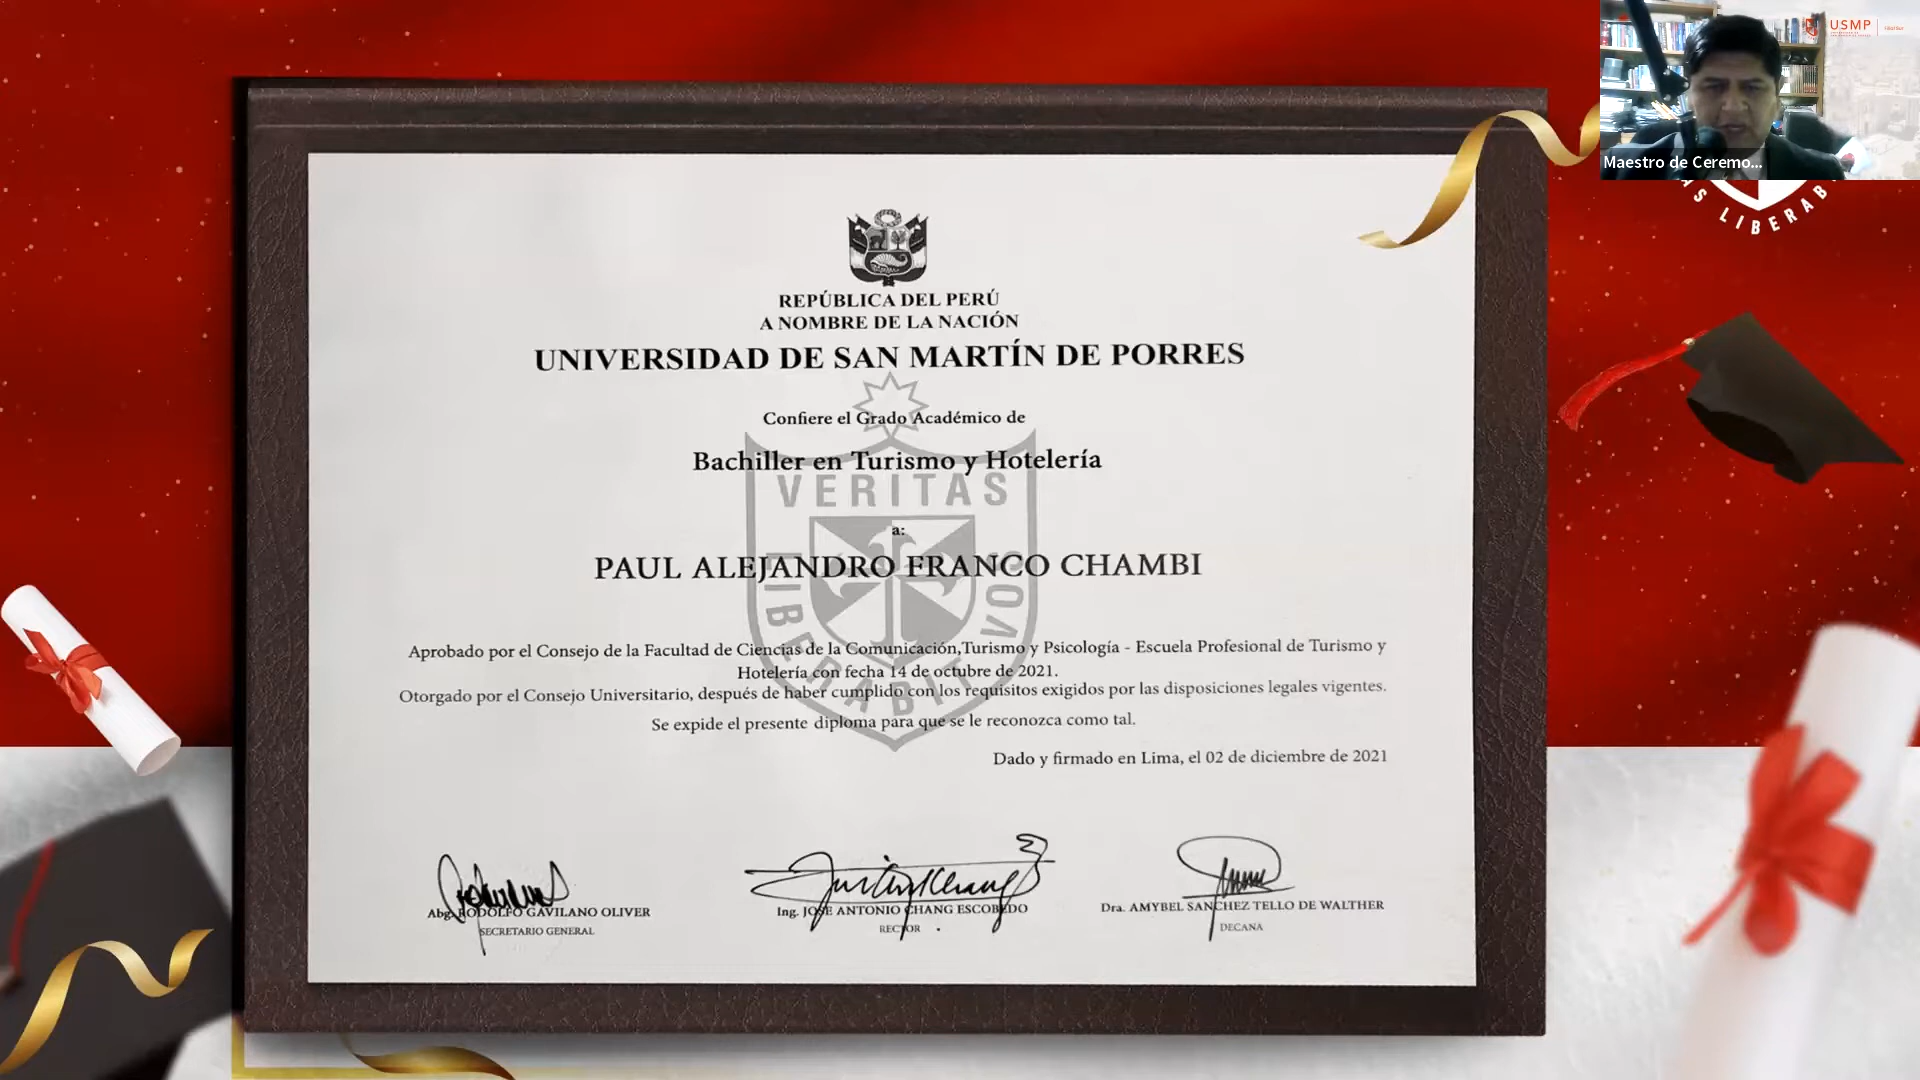 USMP
Maestro de Ceremo...
LIBERAB
REPÚBLICA DEL PERÚ
A NOMBRE DE LA NACIÓN
UNIVERSIDAD DE SAN MARTÍN DE PORRES
Confiere el Grado Académico de
Bachiller en Turismo y Hotelería
VERITAS
a:
PAUL ALEJANDRO FRANCO CHAMBI
LIBERABIT
VOS
Aprobado por el Consejo de la Facultad de Ciencias de la Comunicación,Turismo y Psicología - Escuela Profesional de Turismo y
Hotelería con fecha 14 de octubre de 2021.
Otorgado por el Consejo Universitario, después de haber cumplido con los requisitos exigidos por las disposiciones legales vigentes.
Se expide el presente diploma para que se le reconozca como tal.
Dado y firmado en Lima, el 02 de diciembre de 2021
Abg. RODOLFO GAVILANO OLIVER
SECRETARIO GENERAL
Ing. JOSE ANTONIO CHANG ESCOBEDO
RECTOR
Dra. AMYBEL SANCHEZ TELLO DE WALTHER
DECANA